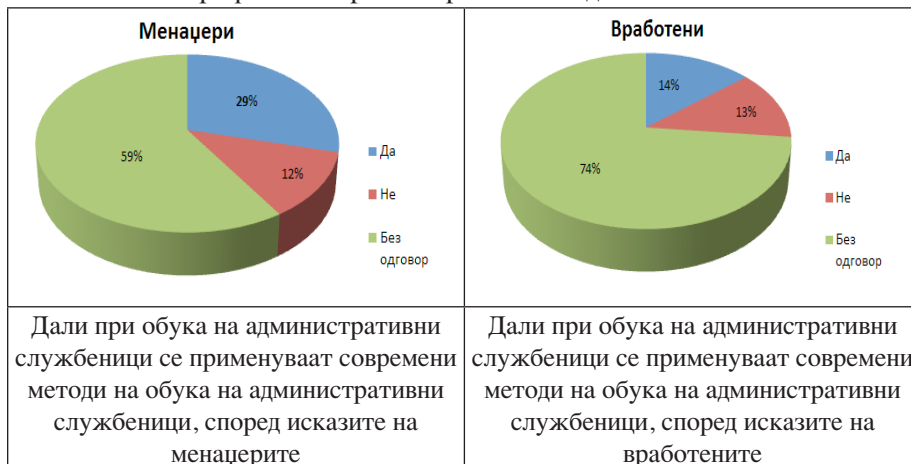 Менаџери
29%
12%
59%
Да
Не
Без
одговор
Вработени
14%
13%
74%
Да
Не
Без
одговор
Дали при обука на административни
службеници се применуваат современи
методи на обука на административни
службеници, според исказите на
менаџерите
Дали при обука на административни
службеници се применуваат современи
методи на обука на административни
службеници, според исказите на
вработените